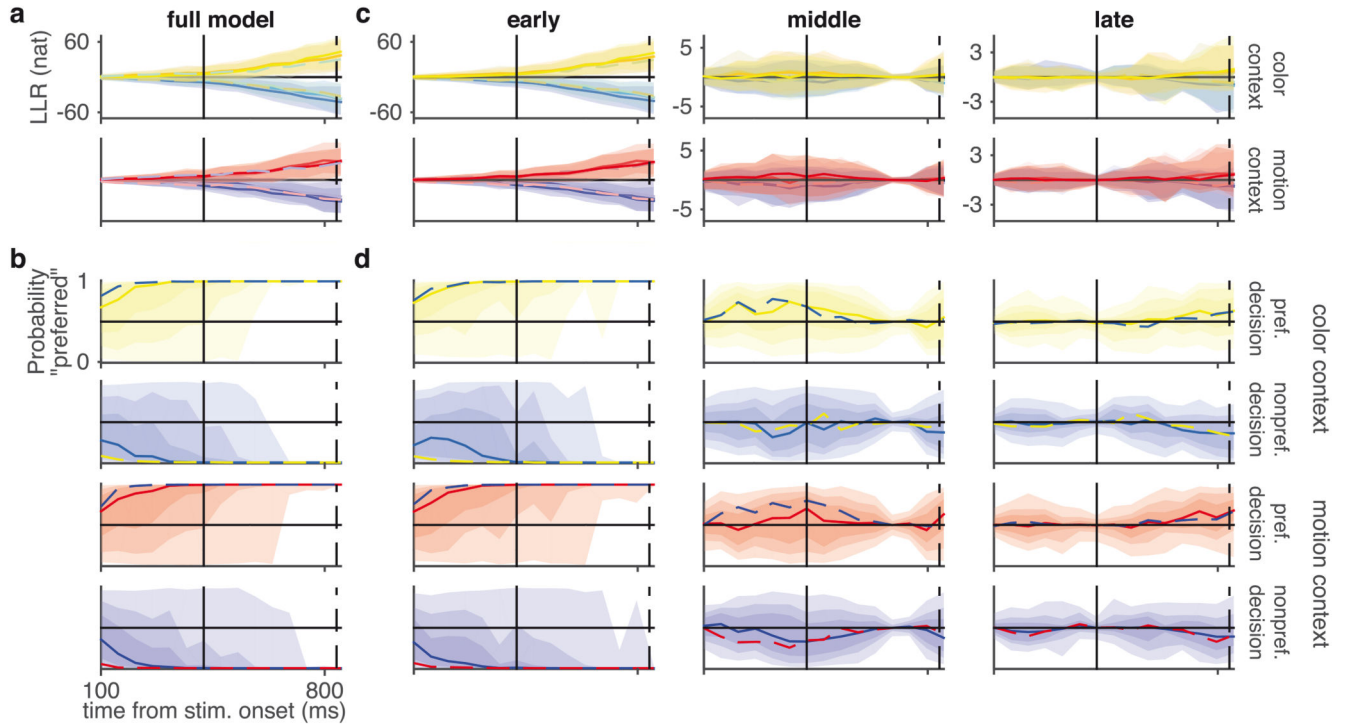 a
full model
c
early
middle
late
LLR (nat)
60
-60
60
-60
5
-5
3
-3
color
context
5
-5
3
-3
motion
context
b
d
Probability
"preferred"
1
0
pref.
decision
nonpref.
decision
color context
pref.
decision
nonpref.
decision
motion context
100
800
time from stim. onset (ms)